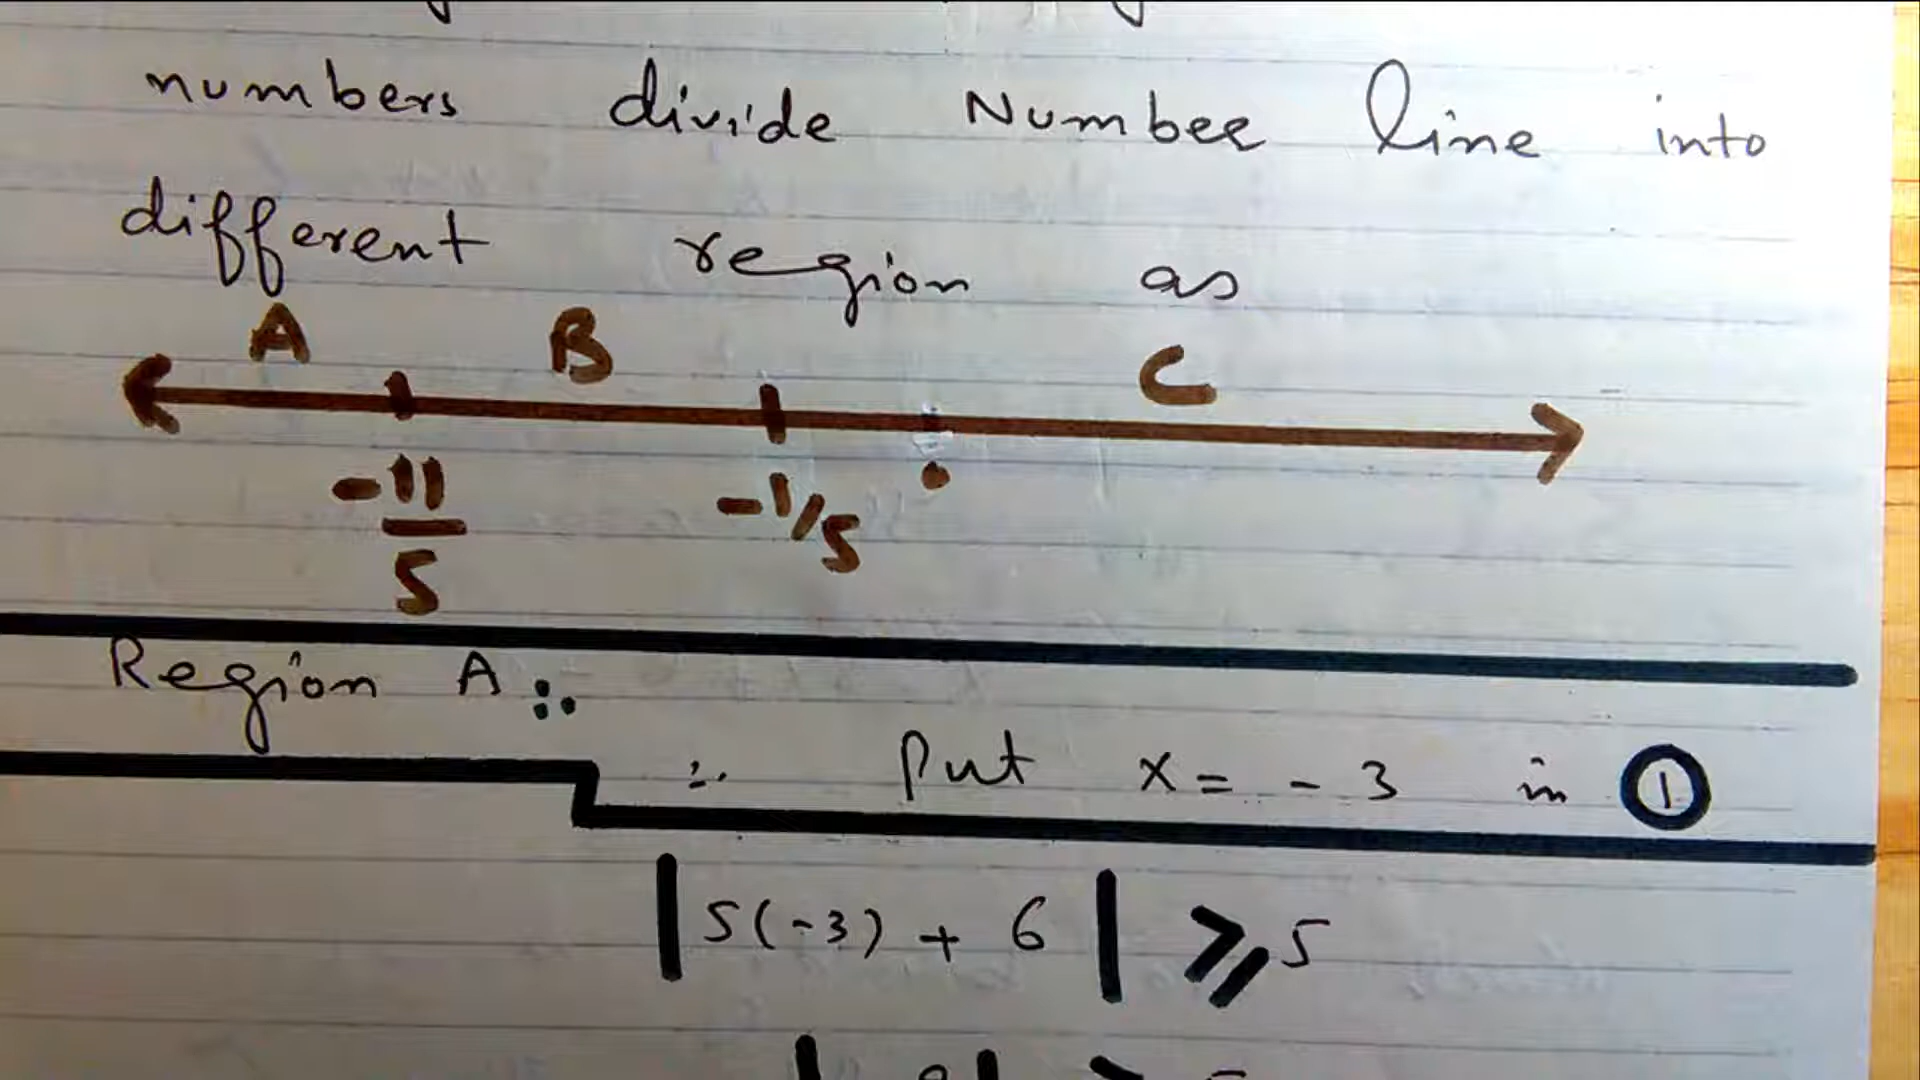 numbers divide Number line into
different region as
A B C
-11/5 -1/5
Region A:
Put x = -3 in ①
|5(-3) + 6| ⩾ 5